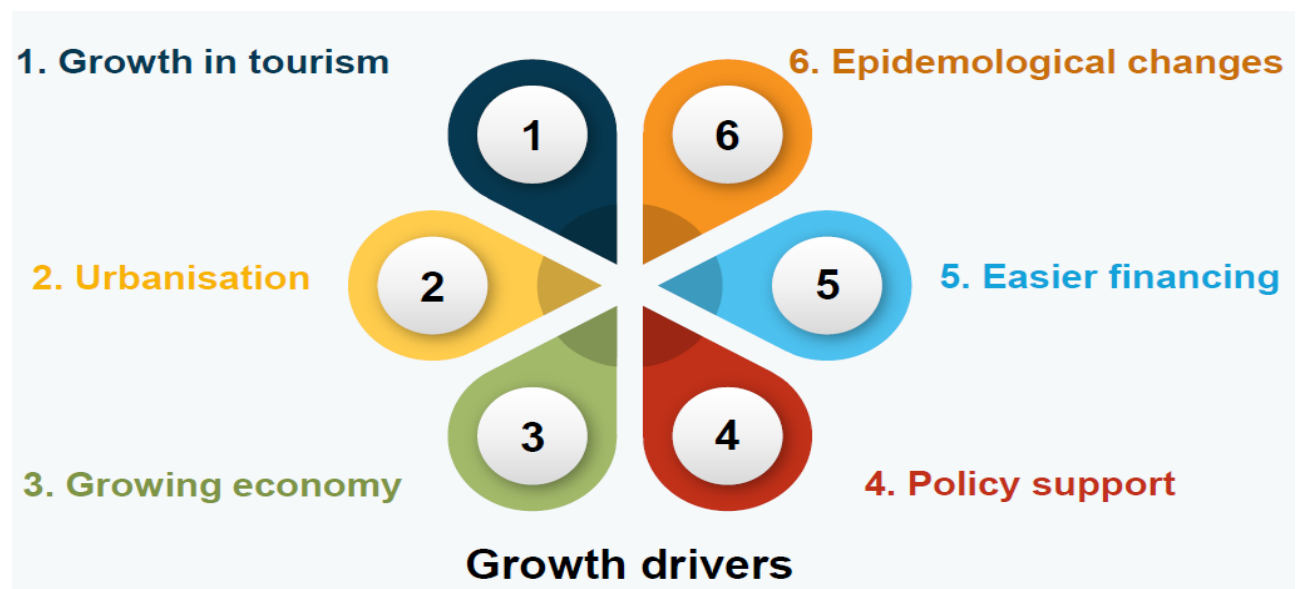 1. Growth in tourism
6. Epidemological changes
1
6
2. Urbanisation
2
5
5. Easier financing
3
4
3. Growing economy
4. Policy support
Growth drivers